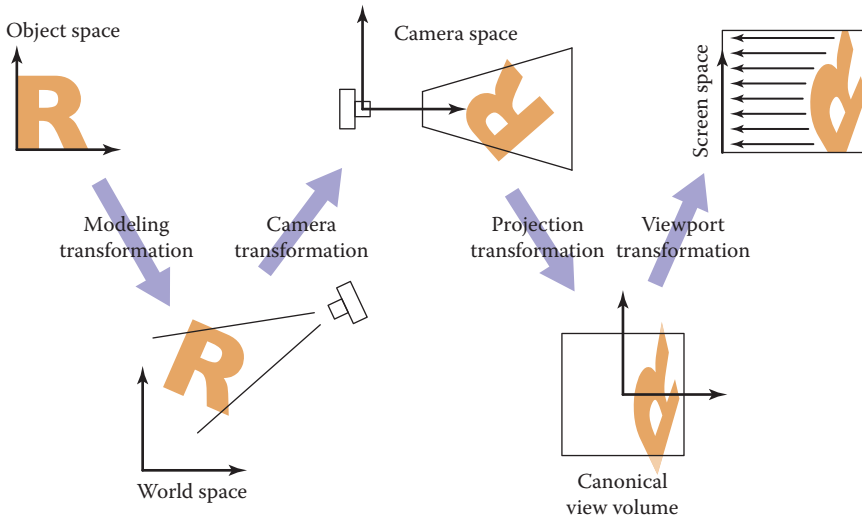 Object space
Camera space
Screen space
Modeling
transformation
Camera
transformation
Projection
transformation
Viewport
transformation
R
R
R
R
R
World space
Canonical
view volume